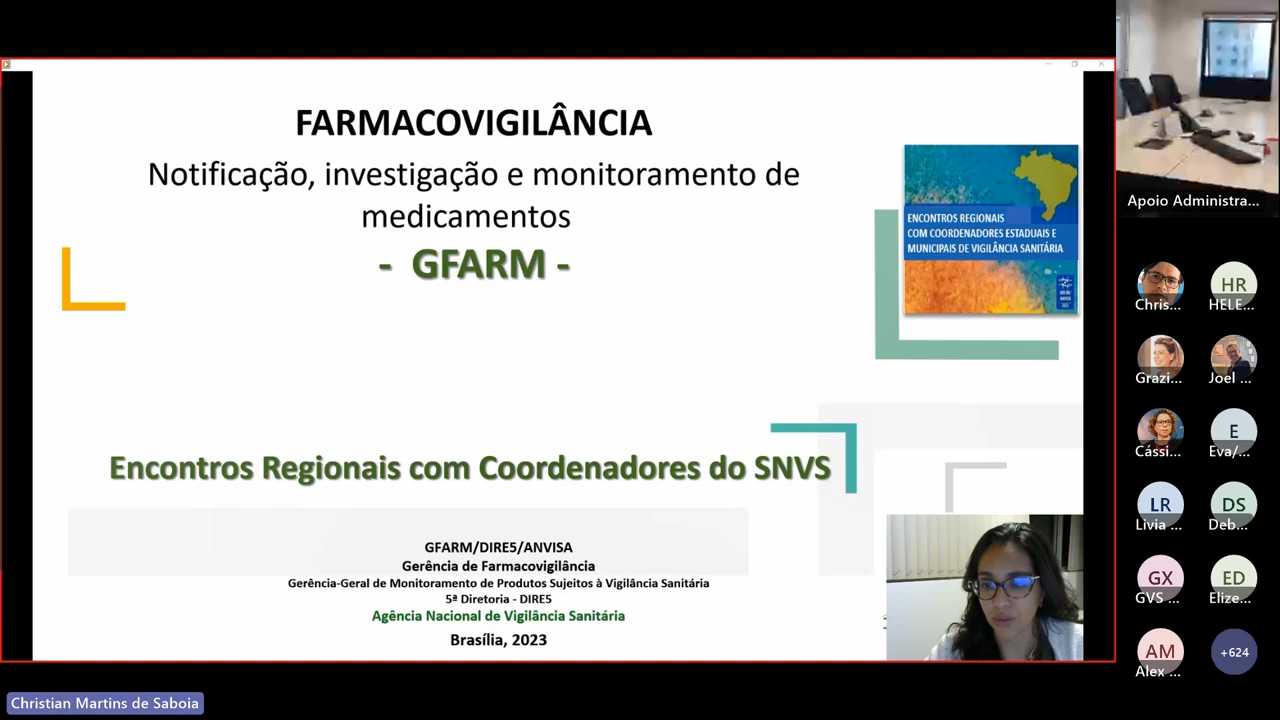 FARMACOVIGILÂNCIA
Notificação, investigação e monitoramento de
medicamentos
- GFARM -
ENCONTROS REGIONAIS
COM COORDENADORES ESTADUAIS E
MUNICIPAIS DE VIGILÂNCIA SANITÁRIA
Encontros Regionais com Coordenadores do SNVS
GFARM/DIRE5/ANVISA
Gerência de Farmacovigilância
Gerência-Geral de Monitoramento de Produtos Sujeitos à Vigilância Sanitária
5ª Diretoria - DIRE5
Agência Nacional de Vigilância Sanitária
Brasília, 2023
Apoio Administra...
Chris...
HR
HELE...
Grazi...
Joel ...
Cássi...
E
Eva/...
LR
Livia ...
DS
Deb...
GX
GVS ...
ED
Elize...
AM
Alex ...
+624
Christian Martins de Saboia